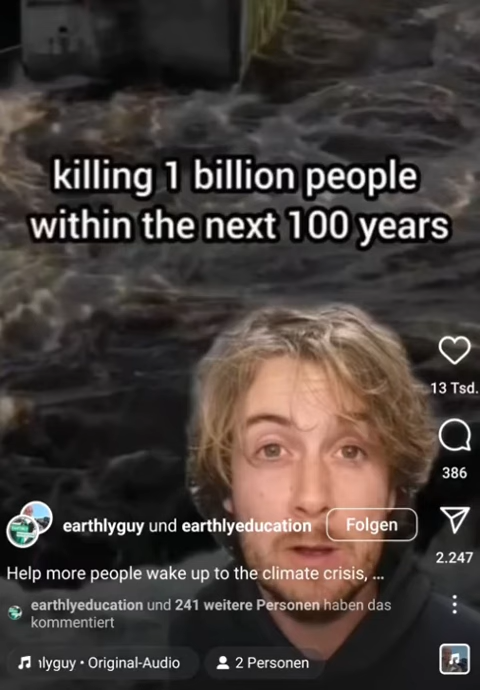 killing 1 billion people
within the next 100 years
13 Tsd.
386
earthlyguy und earthlyeducation
Folgen
2.247
Help more people wake up to the climate crisis, ...
earthlyeducation und 241 weitere Personen haben das
kommentiert
lyguy • Original-Audio
2 Personen